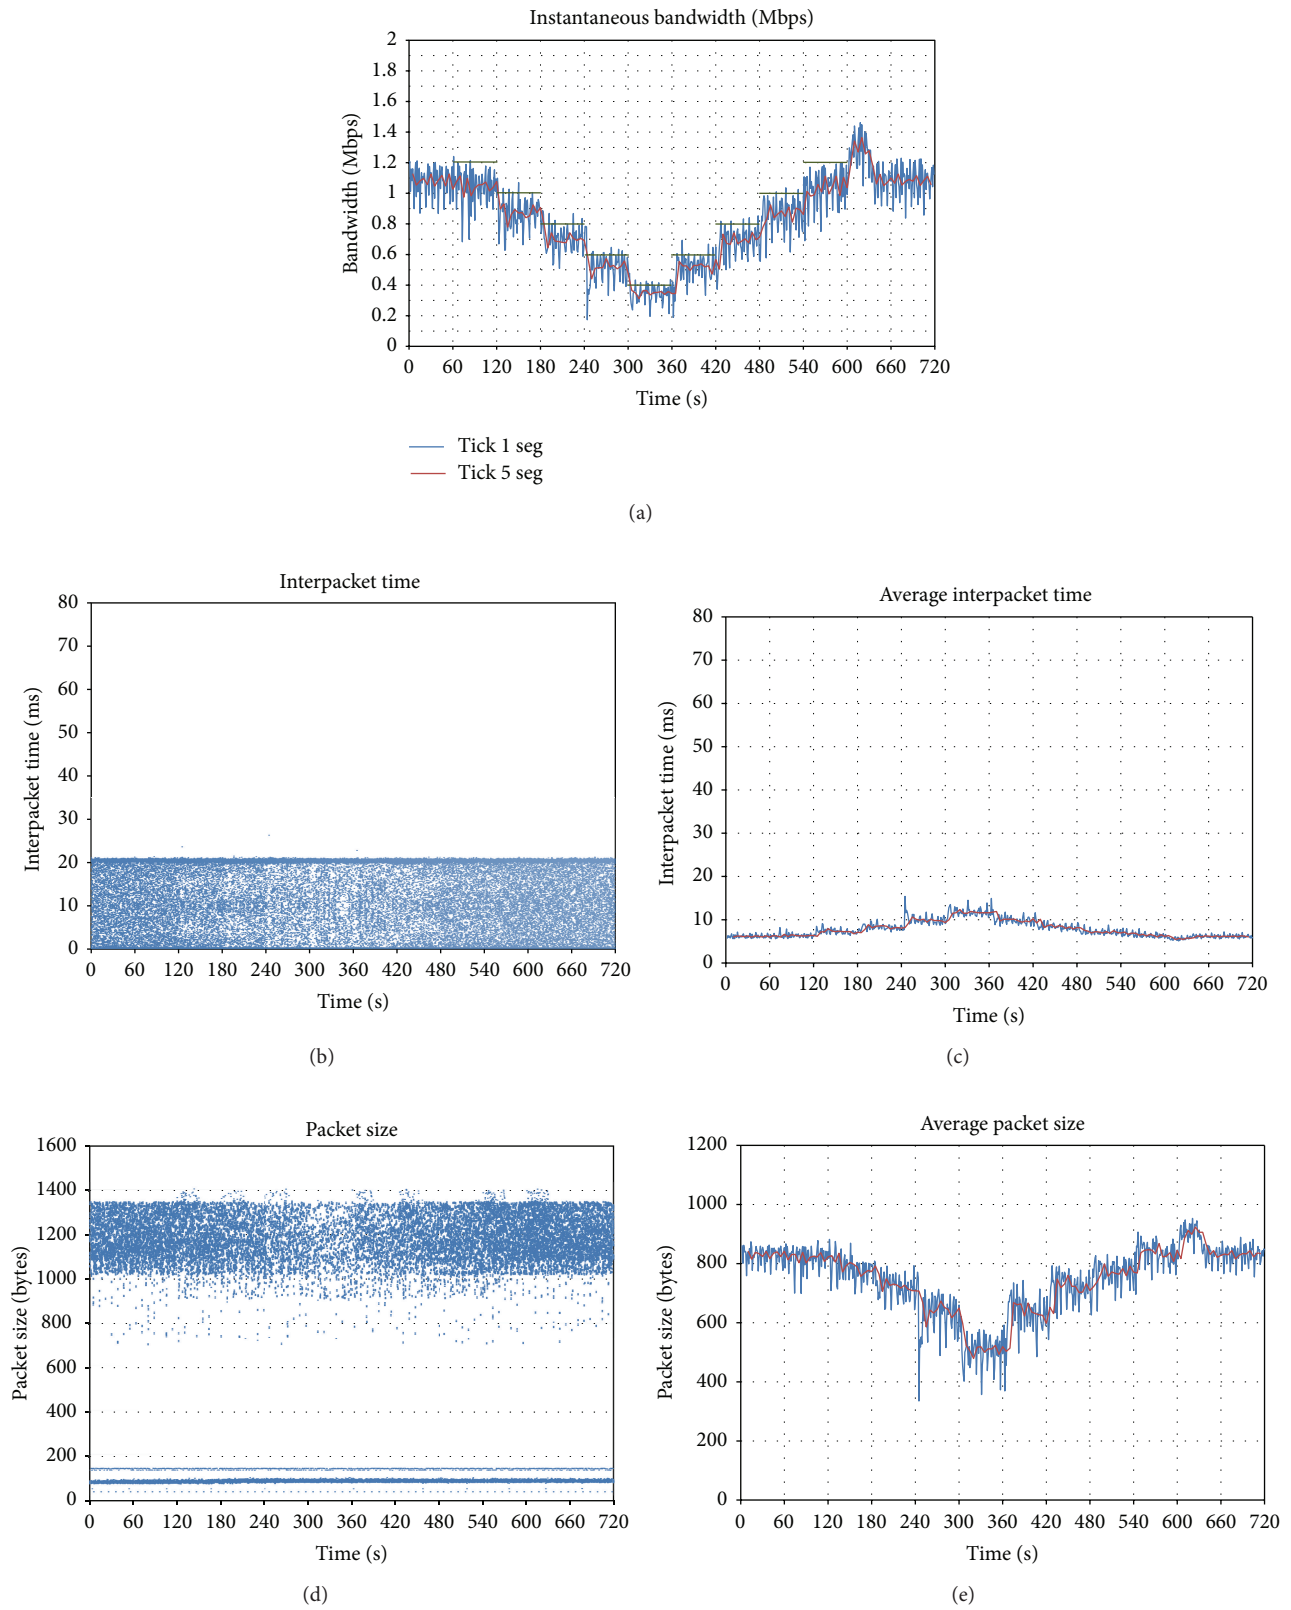 Instantaneous bandwidth (Mbps)
2
1.8
1.6
1.4
1.2
1
0.8
0.6
0.4
0.2
0
Bandwidth (Mbps)
0 60 120 180 240 300 360 420 480 540 600 660 720
Time (s)
Tick 1 seg
Tick 5 seg
(a)
Interpacket time
80
70
60
50
40
30
20
10
0
Interpacket time (ms)
0 60 120 180 240 300 360 420 480 540 600 660 720
Time (s)
(b)
Average interpacket time
80
70
60
50
40
30
20
10
0
Interpacket time (ms)
0 60 120 180 240 300 360 420 480 540 600 660 720
Time (s)
(c)
Packet size
1600
1400
1200
1000
800
600
400
200
0
Packet size (bytes)
0 60 120 180 240 300 360 420 480 540 600 660 720
Time (s)
(d)
Average packet size
1200
1000
800
600
400
200
0
Packet size (bytes)
0 60 120 180 240 300 360 420 480 540 600 660 720
Time (s)
(e)